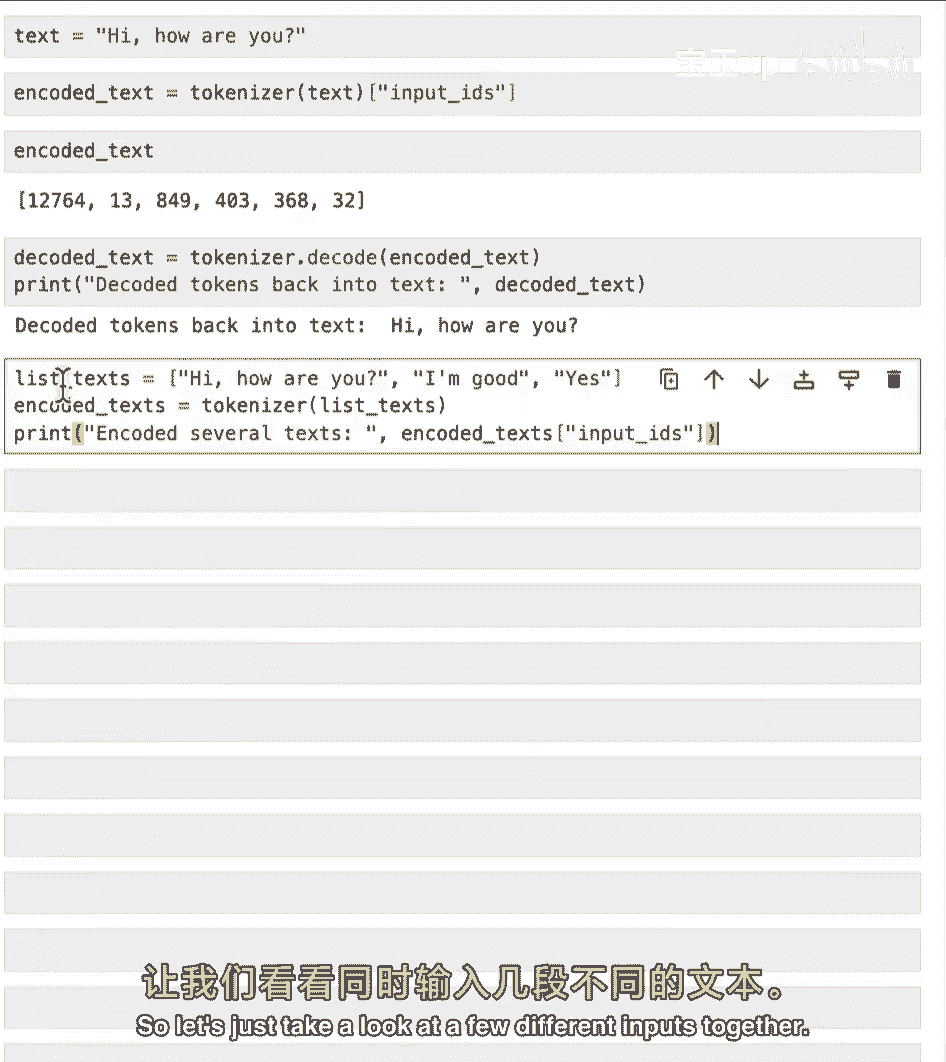 text = "Hi, how are you?"
encoded_text = tokenizer(text)["input_ids"]
encoded_text
[12764, 13, 849, 403, 368, 32]
decoded_text = tokenizer.decode(encoded_text)
print("Decoded tokens back into text: ", decoded_text)
Decoded tokens back into text:  Hi, how are you?
list_texts = ["Hi, how are you?", "I'm good", "Yes"]
encoded_texts = tokenizer(list_texts)
print("Encoded several texts: ", encoded_texts["input_ids"])
让我们看看同时输入几段不同的文本。
So let's just take a look at a few different inputs together.